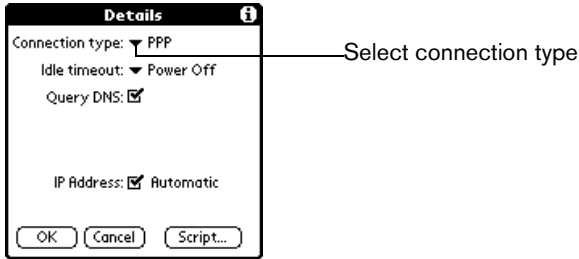 Details
Connection type: PPP
Select connection type
Idle timeout: Power Off
Query DNS:
IP Address: Automatic
OK Cancel Script...